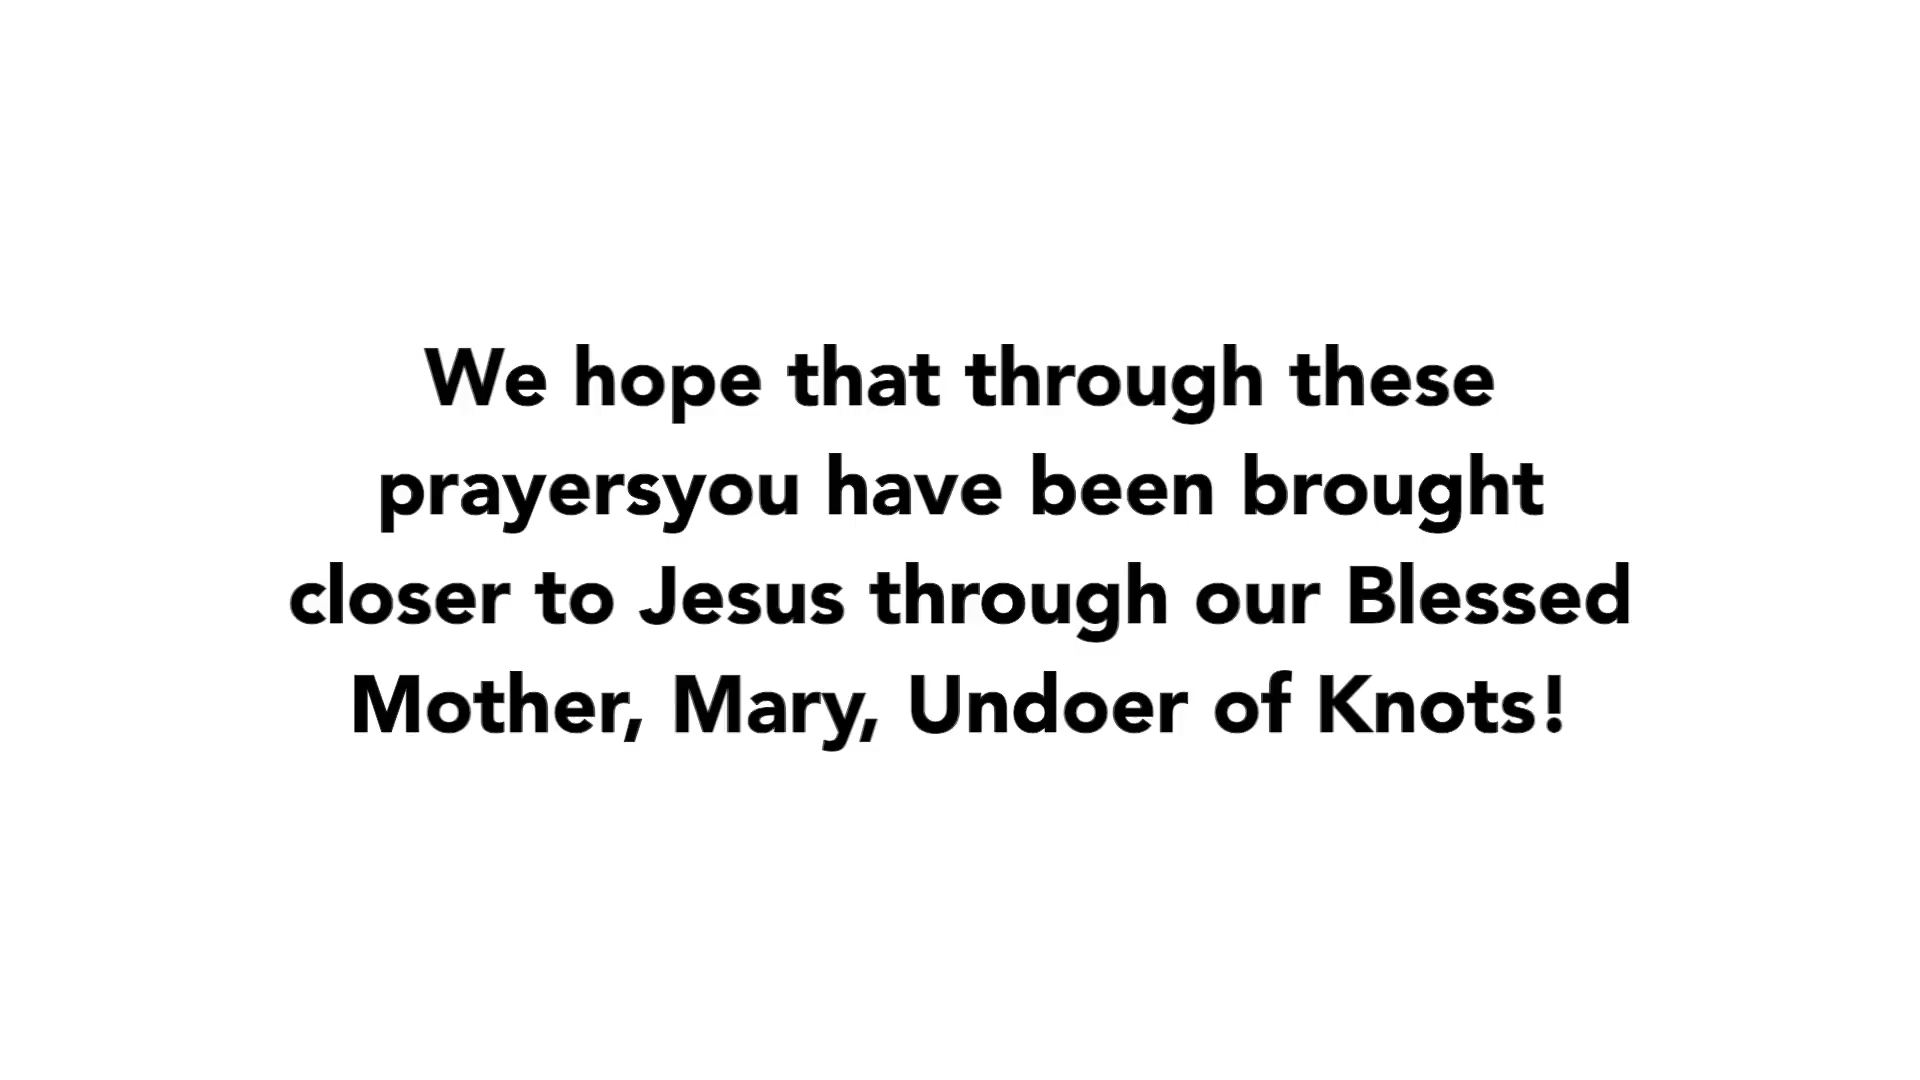 We hope that through these
prayersyou have been brought
closer to Jesus through our Blessed
Mother, Mary, Undoer of Knots!